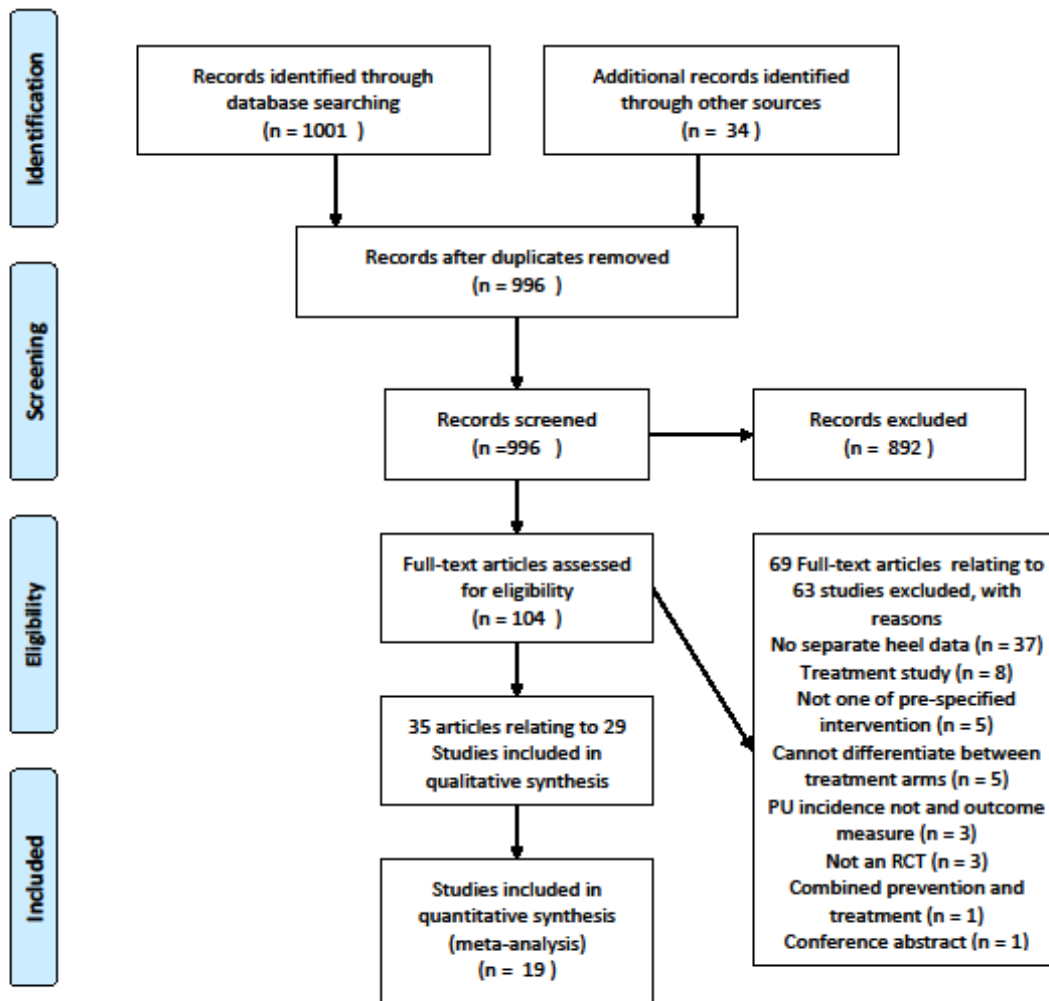 Identification
Records identified through
database searching
(n = 1001 )
Additional records identified
through other sources
(n = 34 )
Records after duplicates removed
(n = 996 )
Screening
Records screened
(n =996 )
Records excluded
(n = 892 )
Eligibility
Full-text articles assessed
for eligibility
(n = 104 )
69 Full-text articles relating to
63 studies excluded, with
reasons
No separate heel data (n = 37)
Treatment study (n = 8)
Not one of pre-specified
intervention (n = 5)
Cannot differentiate between
treatment arms (n = 5)
PU incidence not and outcome
measure (n = 3)
Not an RCT (n = 3)
Combined prevention and
treatment (n = 1)
Conference abstract (n = 1)
35 articles relating to 29
Studies included in
qualitative synthesis
Included
Studies included in
quantitative synthesis
(meta-analysis)
(n = 19 )